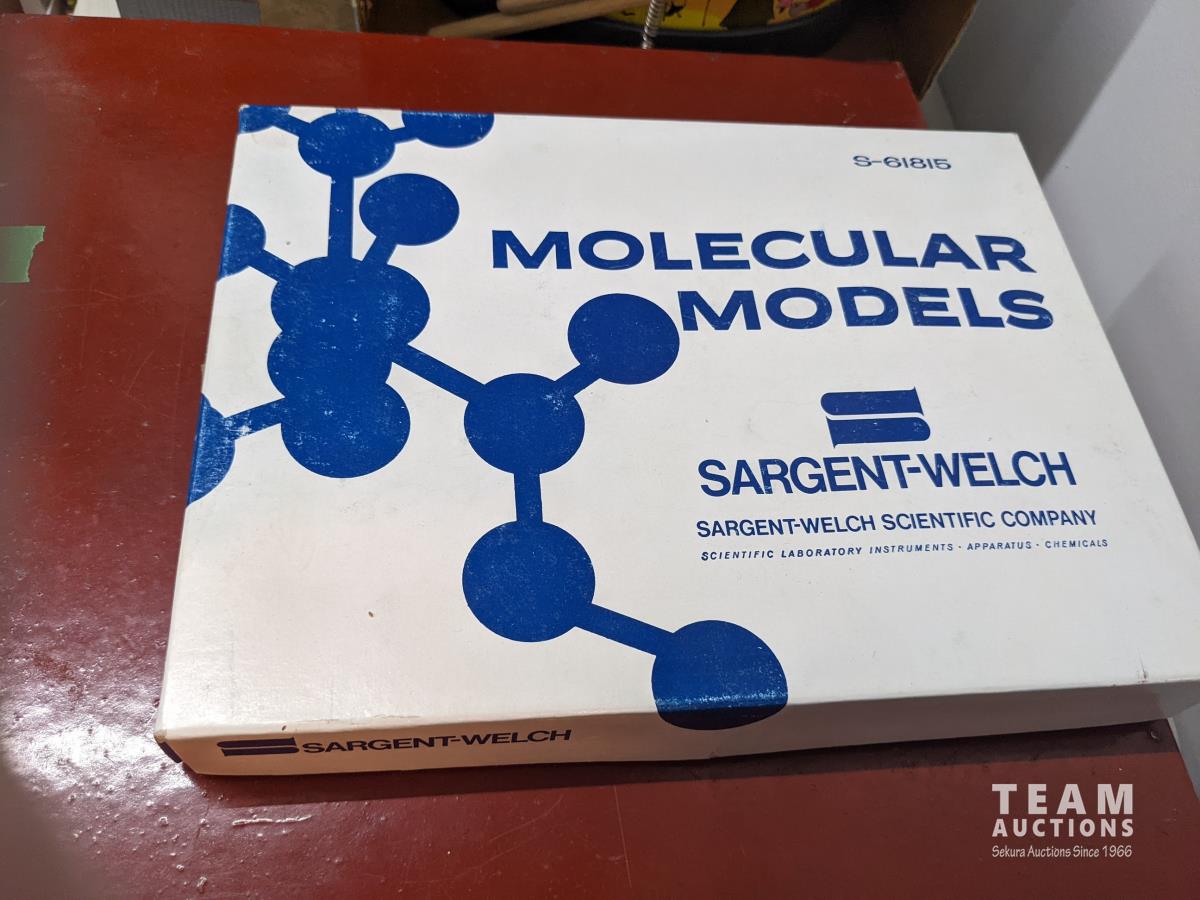 S-61815
MOLECULAR
MODELS
SARGENT-WELCH
SARGENT-WELCH SCIENTIFIC COMPANY
SCIENTIFIC LABORATORY INSTRUMENTS · APPARATUS · CHEMICALS
SARGENT-WELCH
TEAM
AUCTIONS
Sekura Auctions Since 1966